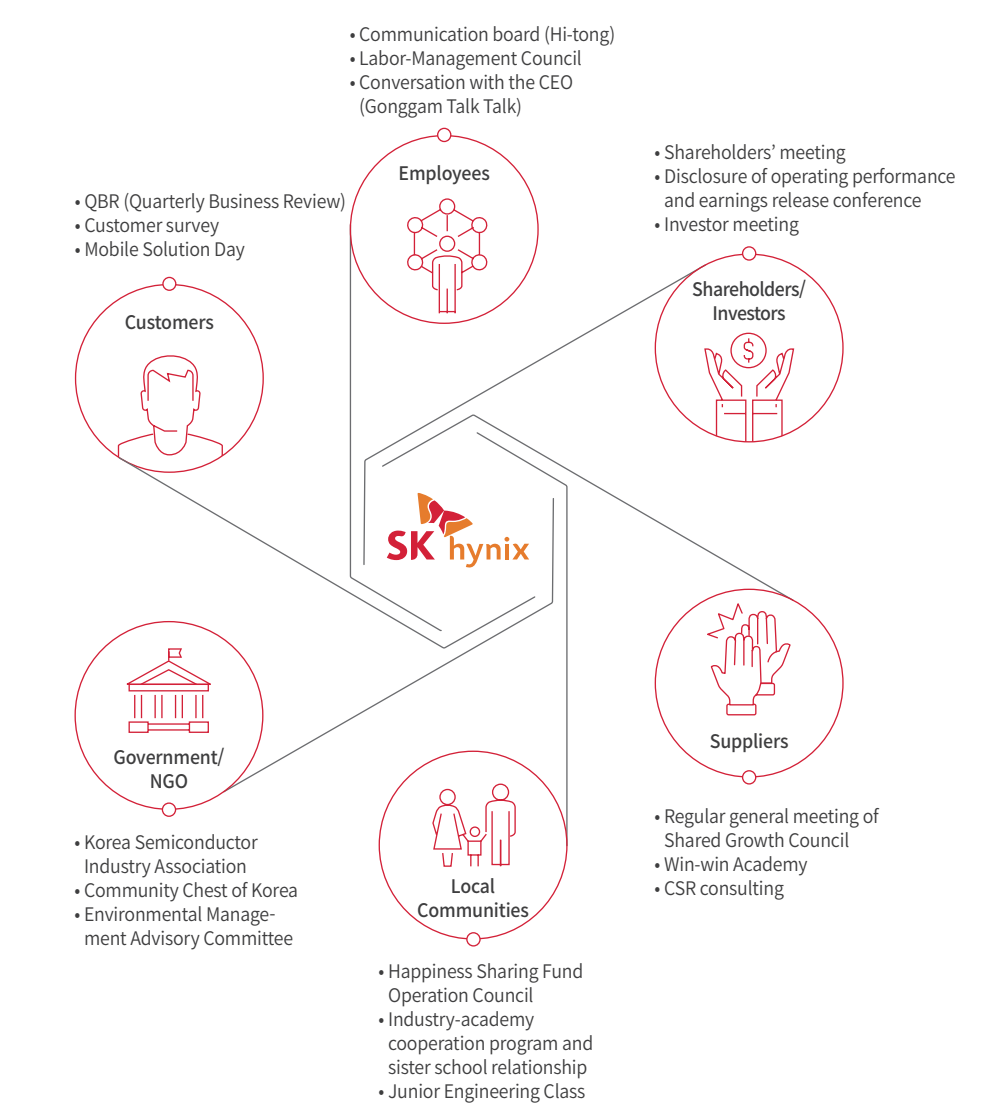 • Communication board (Hi-tong)
• Labor-Management Council
• Conversation with the CEO
(Gonggam Talk Talk)
Employees
• Shareholders’ meeting
• Disclosure of operating performance
and earnings release conference
• Investor meeting
Shareholders/
Investors
$
• QBR (Quarterly Business Review)
• Customer survey
• Mobile Solution Day
Customers
SK hynix
Suppliers
• Regular general meeting of
Shared Growth Council
• Win-win Academy
• CSR consulting
Government/
NGO
• Korea Semiconductor
Industry Association
• Community Chest of Korea
• Environmental Manage-
ment Advisory Committee
Local
Communities
• Happiness Sharing Fund
Operation Council
• Industry-academy
cooperation program and
sister school relationship
• Junior Engineering Class